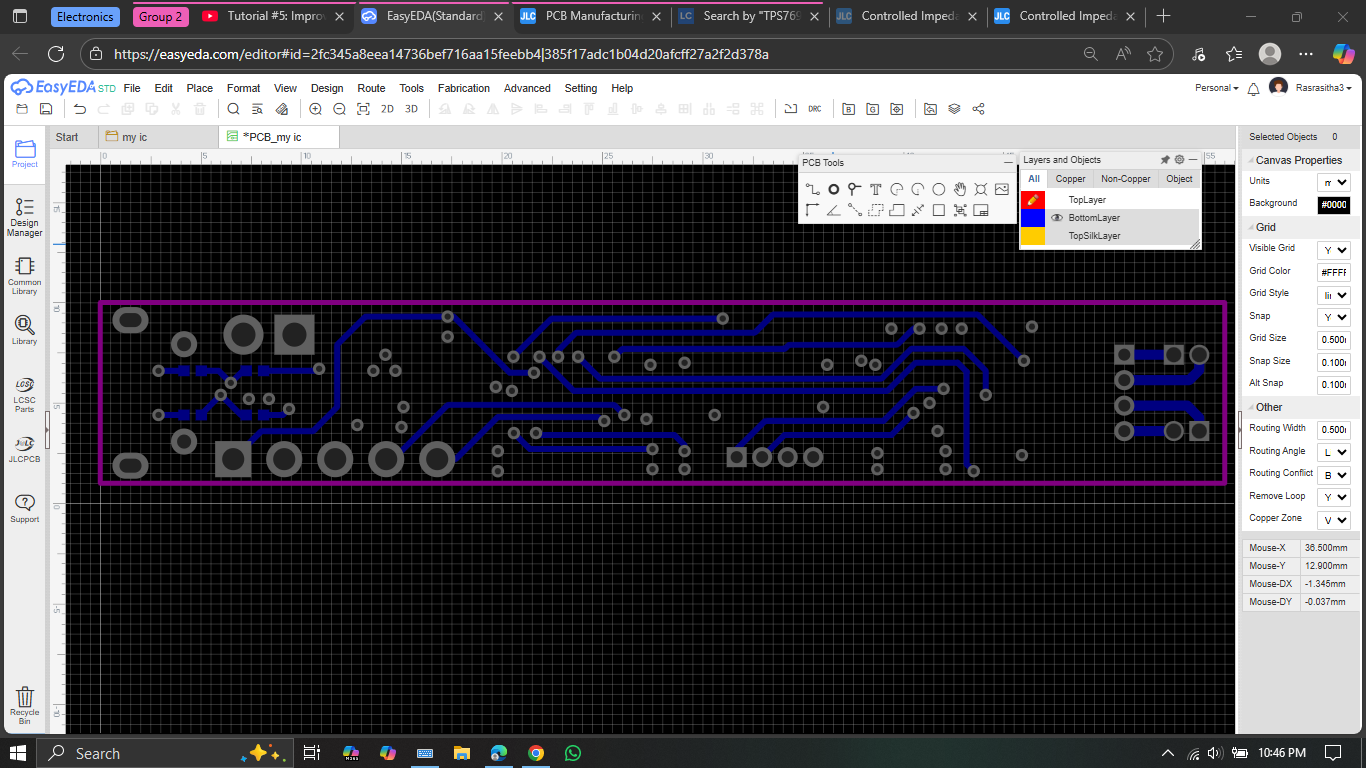 Electronics
Group 2
Tutorial #5: Improv
EasyEDA(Standard)
PCB Manufacturin
Search by "TPS769
Controlled Impeda
Controlled Impeda
https://easyeda.com/editor#id=2fc345a8eea14736bef716aa15feebb4|385f17adc1b04d20afcff27a2f2d378a
EasyEDA STD
File Edit Place Format View Design Route Tools Fabrication Advanced Setting Help
Personal
Rasrasitha3
2D 3D DRC
Start
my ic
*PCB_my ic
Project
Design Manager
Common Library
Library
LCSC Parts
JLCPCB
Support
Recycle Bin
0 5 10 15 20 25 30 55
15
10
5
0
-5
-10
PCB Tools
Layers and Objects
All Copper Non-Copper Object
TopLayer
BottomLayer
TopSilkLayer
Selected Objects 0
Canvas Properties
Units
Background #0000
Grid
Visible Grid Y
Grid Color #FFFF
Grid Style
Snap Y
Grid Size 0.500
Snap Size 0.100
Alt Snap 0.100
Other
Routing Width 0.500
Routing Angle L
Routing Conflict B
Remove Loop Y
Copper Zone V
Mouse-X 36.500mm
Mouse-Y 12.900mm
Mouse-DX -1.345mm
Mouse-DY -0.037mm
Search
10:46 PM